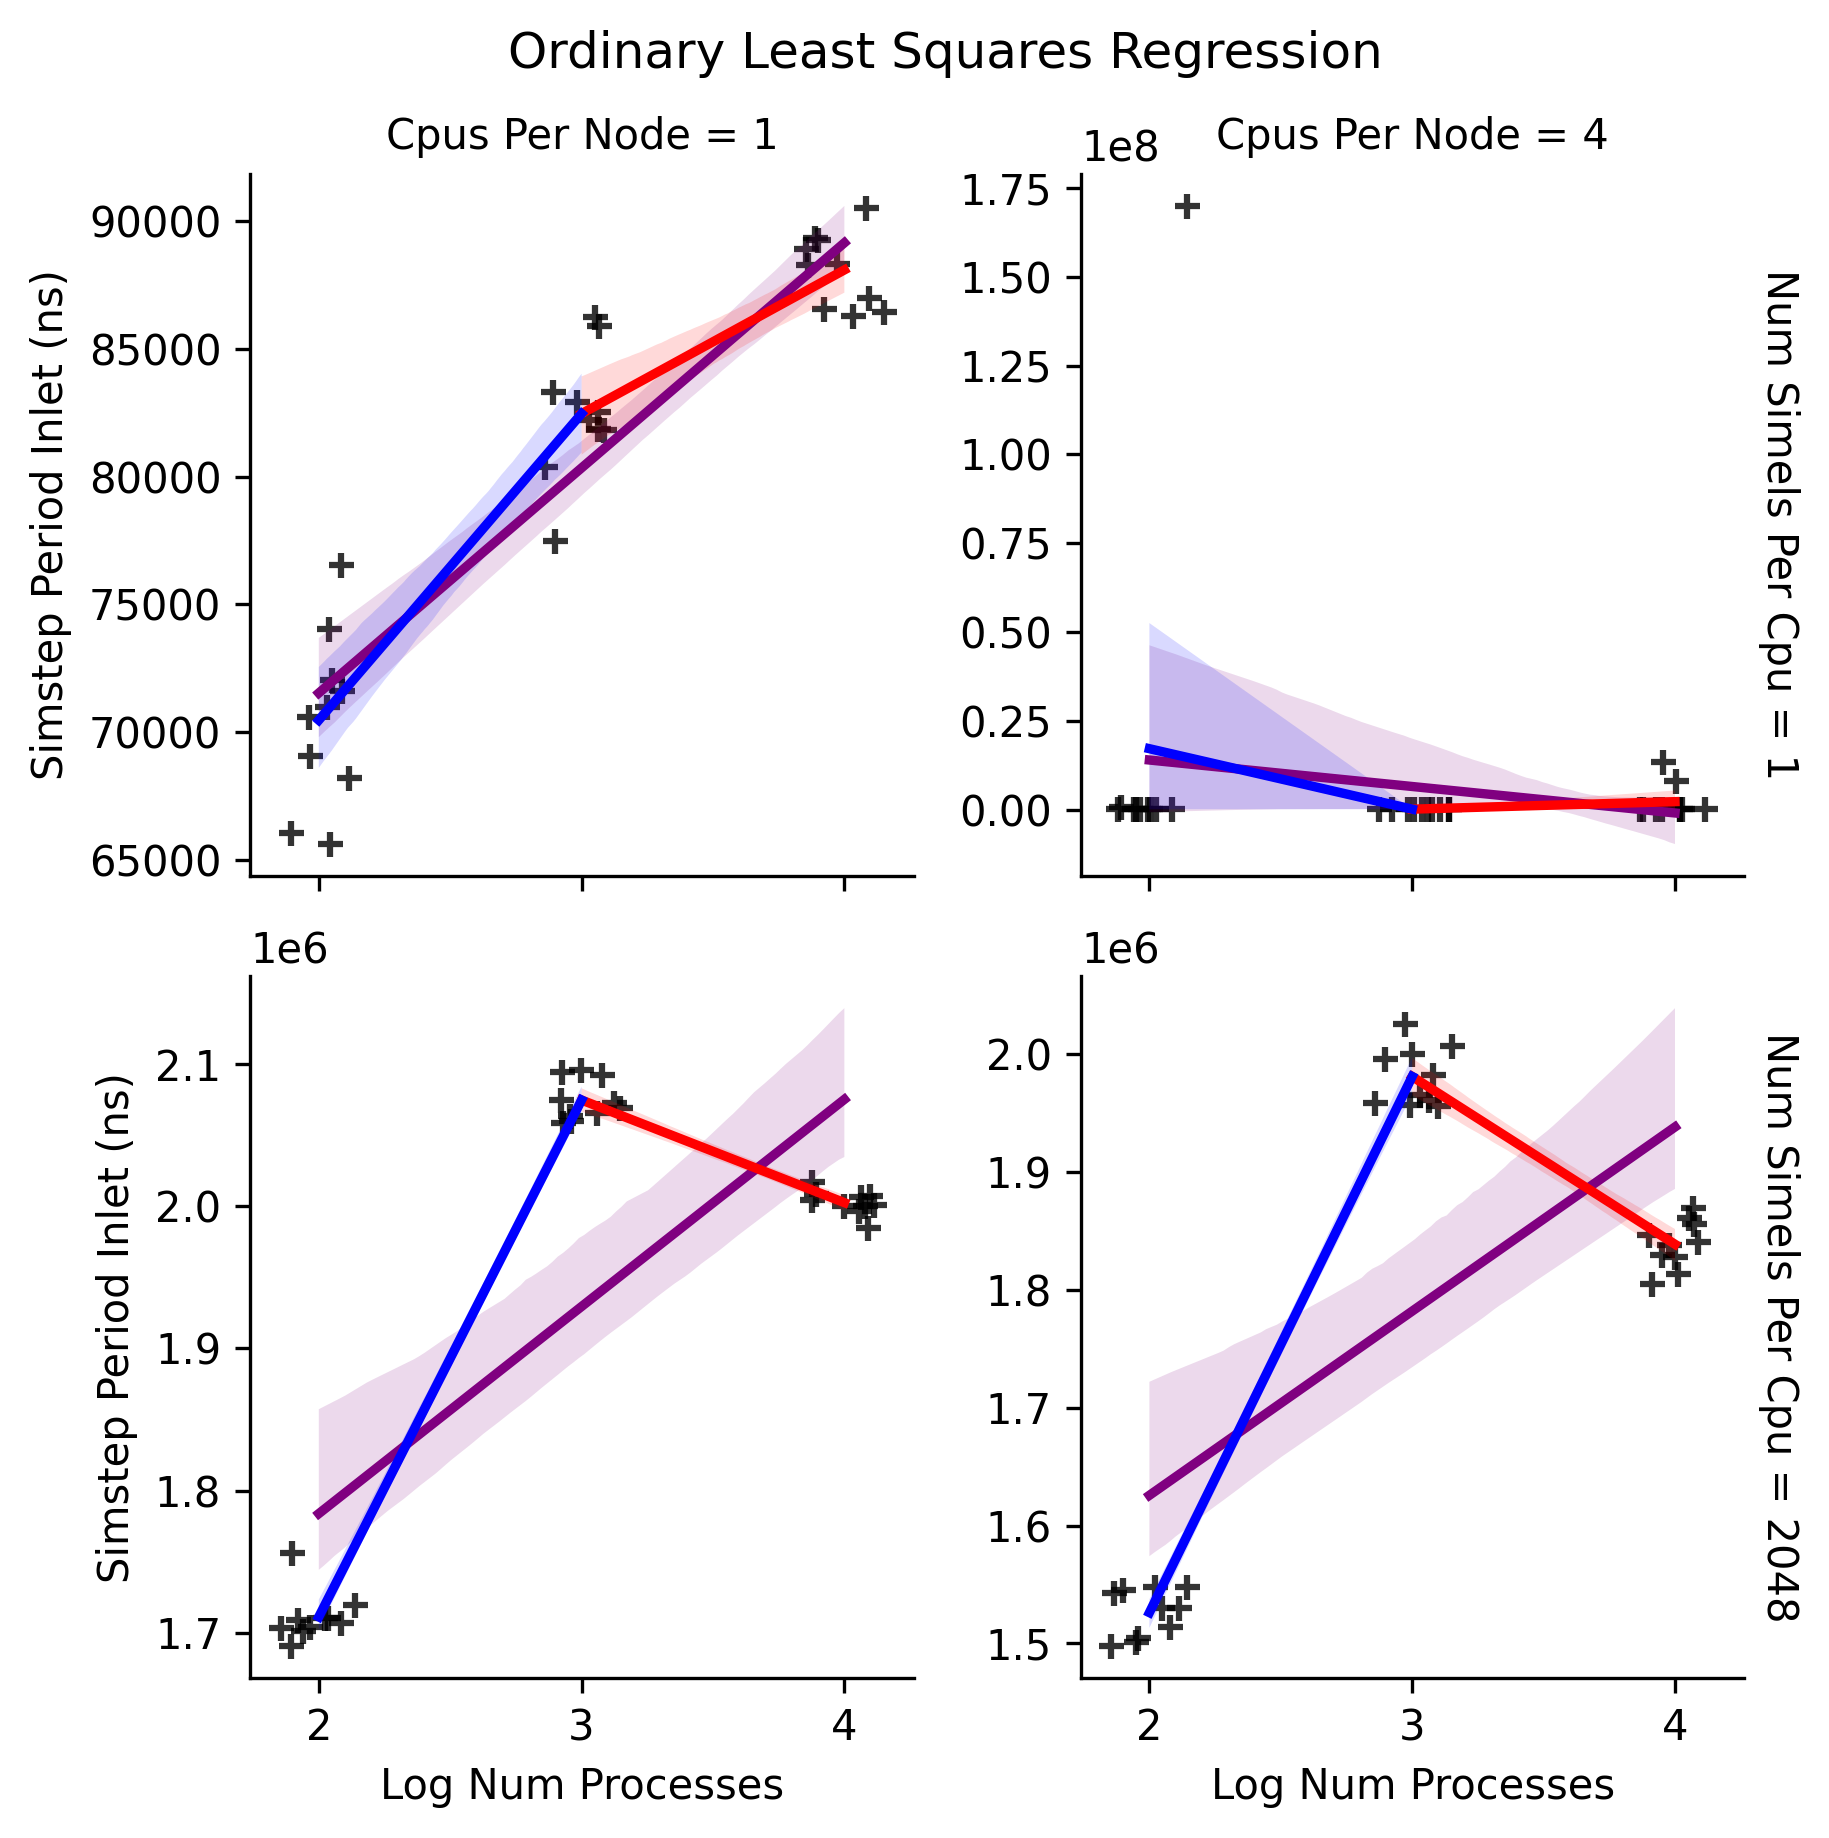 Ordinary Least Squares Regression
Cpus Per Node = 1
Cpus Per Node = 4
1e8
Simstep Period Inlet (ns)
90000
85000
80000
75000
70000
65000
1.75
1.50
1.25
1.00
0.75
0.50
0.25
0.00
Num Simels Per Cpu = 1
1e6
Simstep Period Inlet (ns)
2.1
2.0
1.9
1.8
1.7
2
3
4
Log Num Processes
1e6
2.0
1.9
1.8
1.7
1.6
1.5
2
3
4
Log Num Processes
Num Simels Per Cpu = 2048